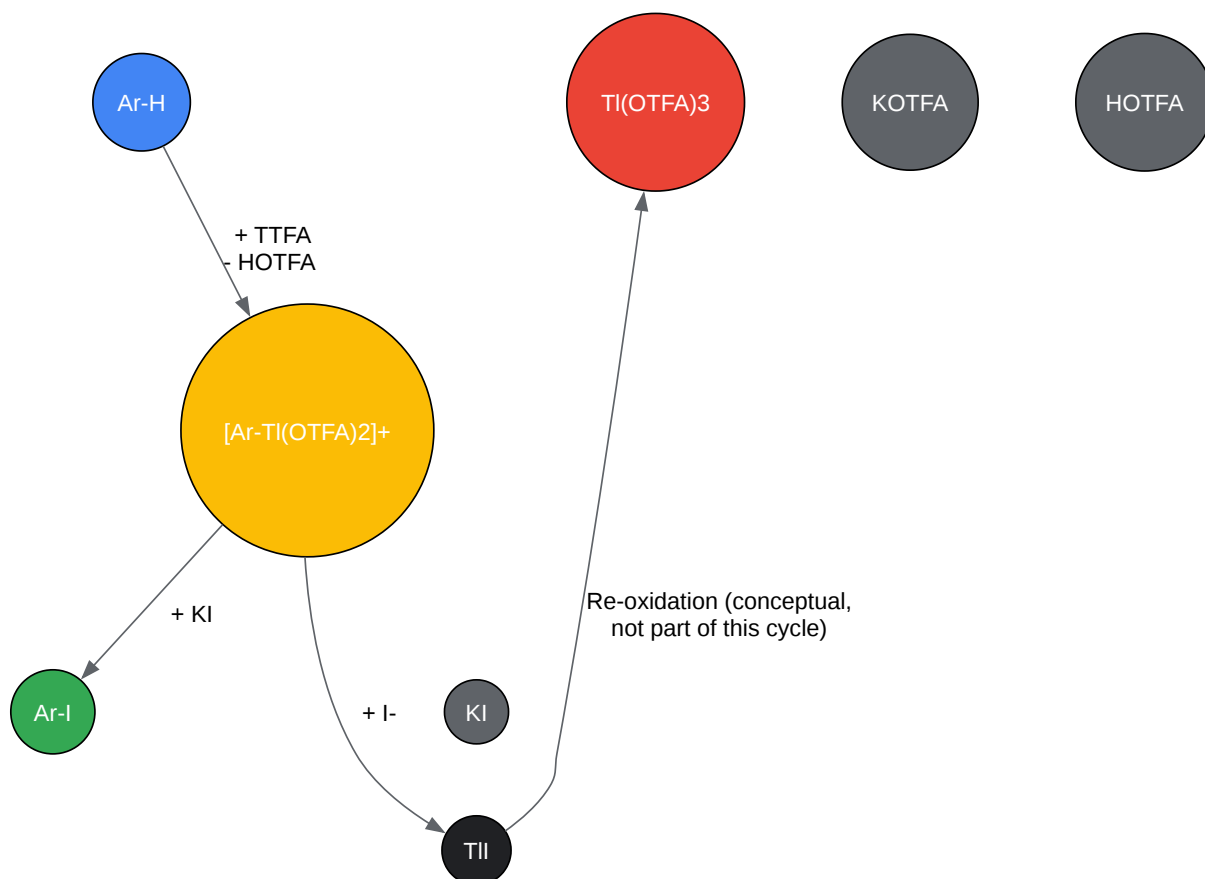 Ar-H
Tl(OTFA)3
KOTFA
HOTFA
+ TTFA
- HOTFA
[Ar-Tl(OTFA)2]+
Re-oxidation (conceptual,
not part of this cycle)
+ KI
Ar-I
+ I-
KI
TlI